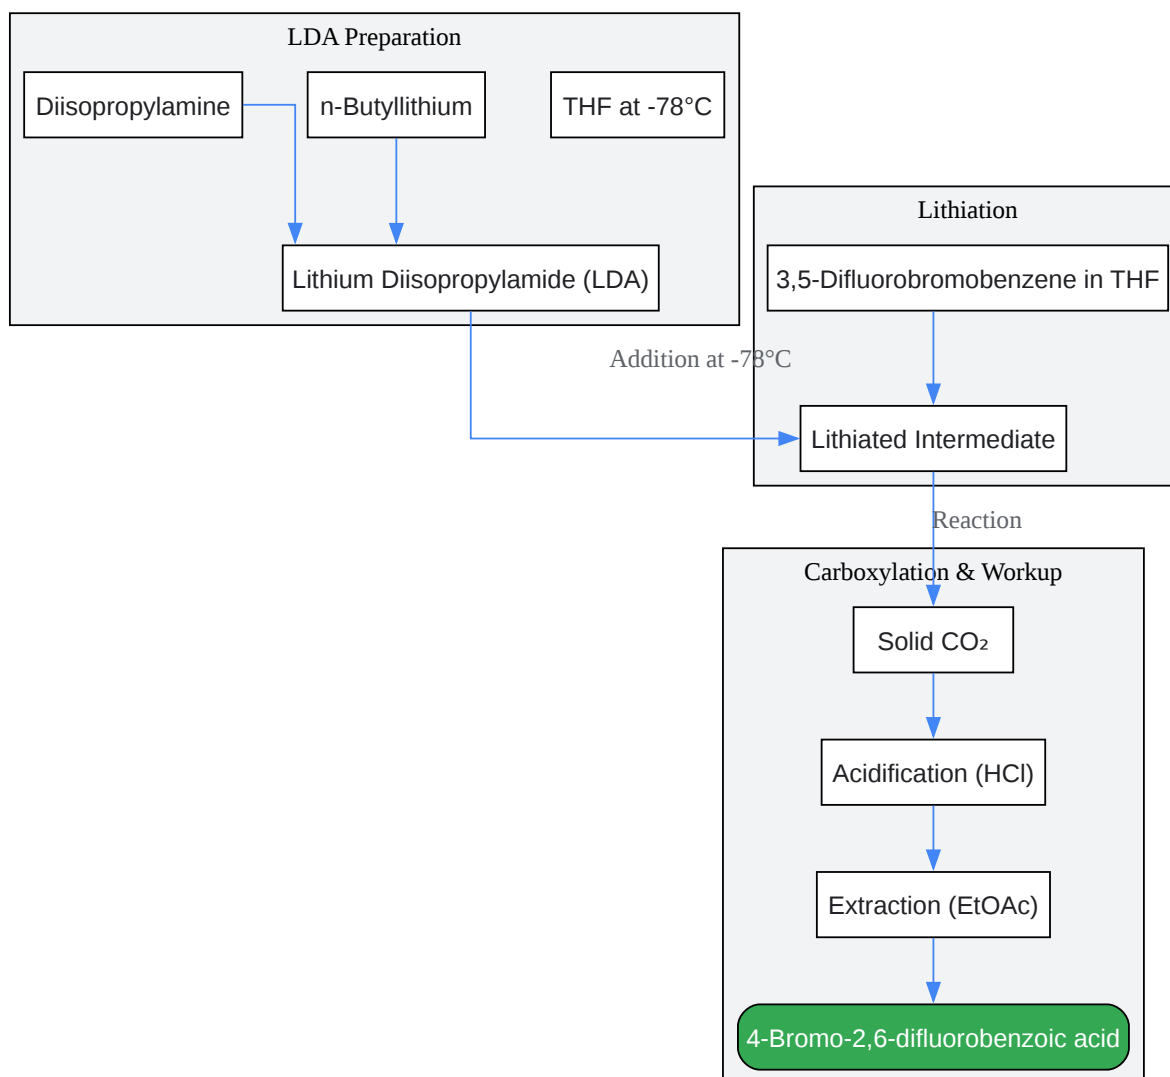 LDA Preparation
Diisopropylamine
n-Butyllithium
THF at -78°C
Lithium Diisopropylamide (LDA)
Lithiation
3,5-Difluorobromobenzene in THF
Addition at -78°C
Lithiated Intermediate
Reaction
Carboxylation & Workup
Solid CO₂
Acidification (HCl)
Extraction (EtOAc)
4-Bromo-2,6-difluorobenzoic acid